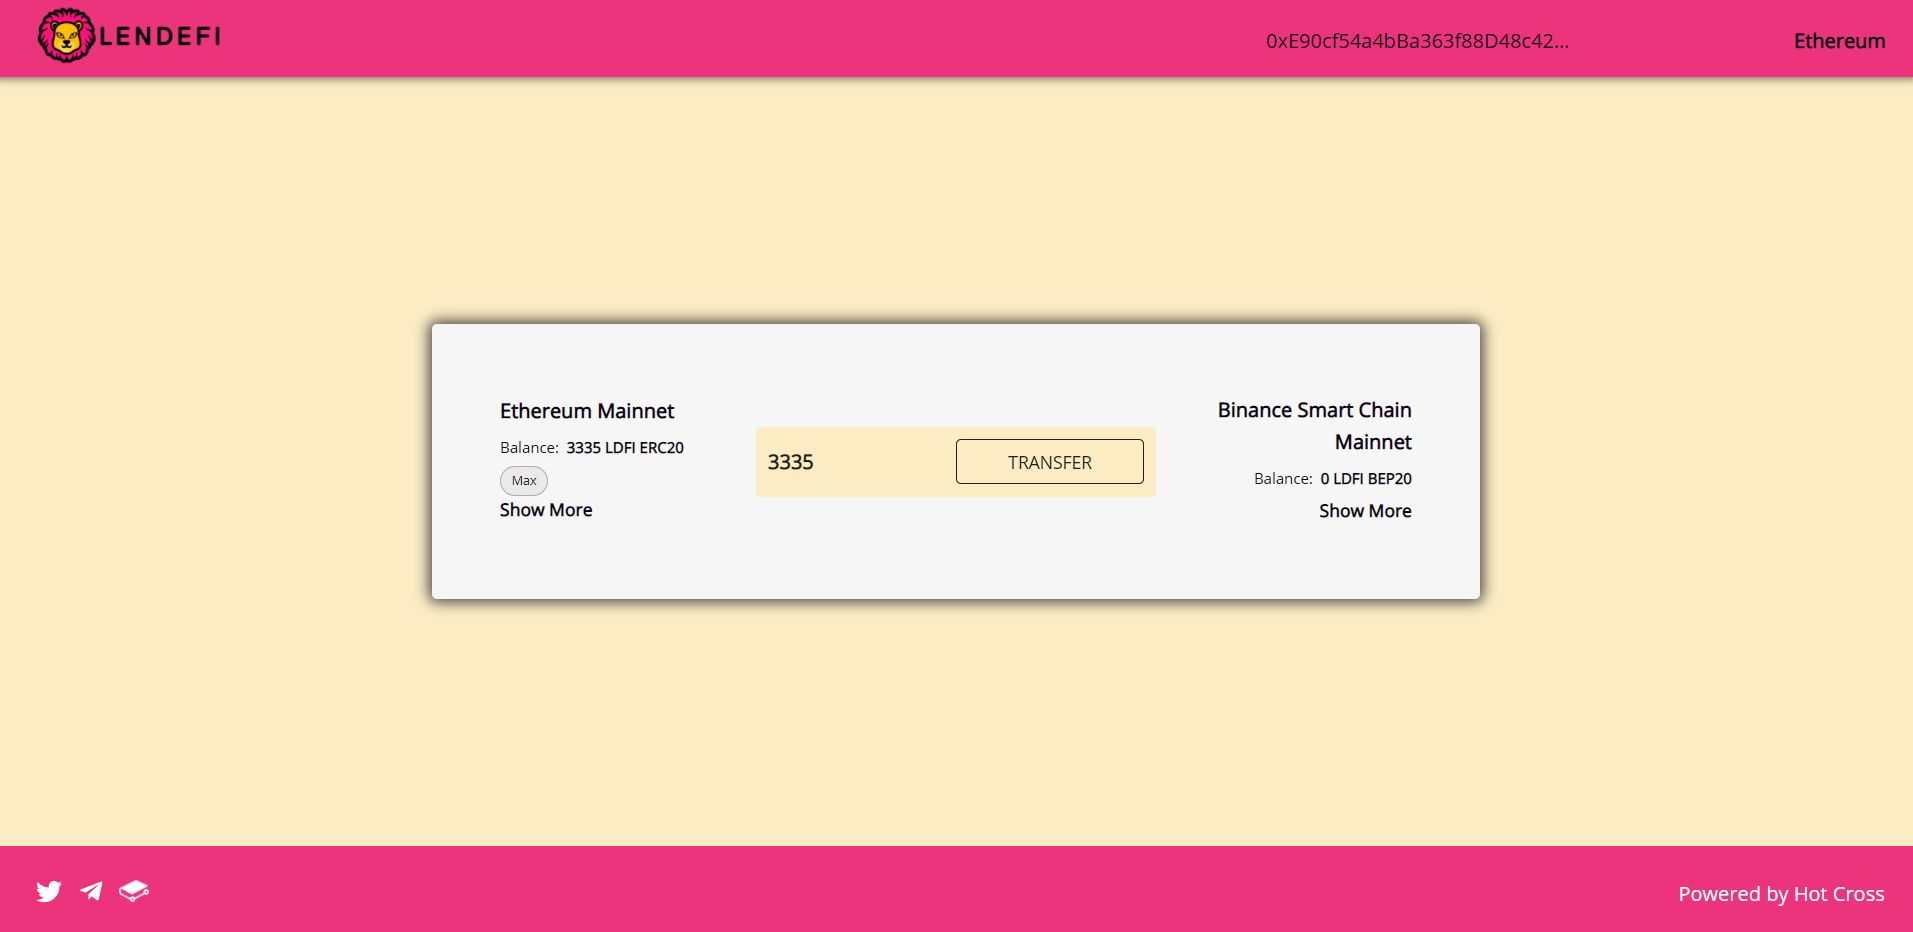 LENDEFI
0xE90cf54a4bBa363f88D48c42...
Ethereum
Ethereum Mainnet
Balance: 3335 LDFI ERC20
Max
Show More
3335
TRANSFER
Binance Smart Chain
Mainnet
Balance: 0 LDFI BEP20
Show More
Powered by Hot Cross